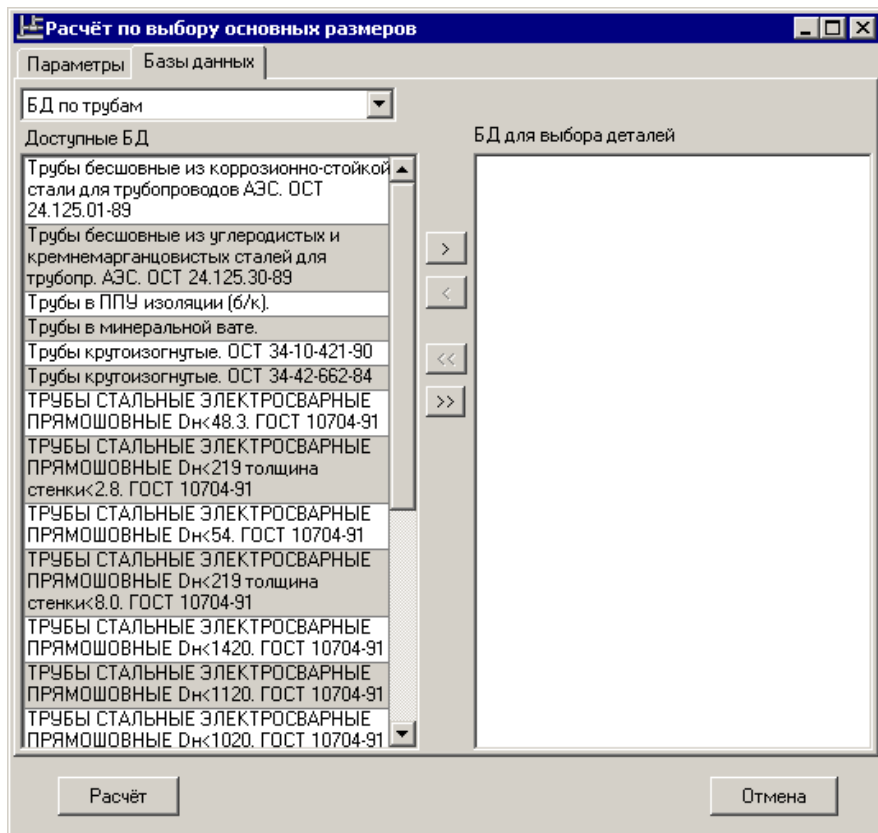 Расчёт по выбору основных размеров
Параметры
Базы данных
БД по трубам
Доступные БД
БД для выбора деталей
Трубы бесшовные из коррозионно-стойкой
стали для трубопроводов АЭС. ОСТ
24.125.01-89
Трубы бесшовные из углеродистых и
кремнемарганцовистых сталей для
трубопр. АЭС. ОСТ 24.125.30-89
Трубы в ППУ изоляции (б/к).
Трубы в минеральной вате.
Трубы крутоизогнутые. ОСТ 34-10-421-90
Трубы крутоизогнутые. ОСТ 34-42-662-84
ТРУБЫ СТАЛЬНЫЕ ЭЛЕКТРОСВАРНЫЕ
ПРЯМОШОВНЫЕ Dн<48.3. ГОСТ 10704-91
ТРУБЫ СТАЛЬНЫЕ ЭЛЕКТРОСВАРНЫЕ
ПРЯМОШОВНЫЕ Dн<219 толщина
стенки<2.8. ГОСТ 10704-91
ТРУБЫ СТАЛЬНЫЕ ЭЛЕКТРОСВАРНЫЕ
ПРЯМОШОВНЫЕ Dн<54. ГОСТ 10704-91
ТРУБЫ СТАЛЬНЫЕ ЭЛЕКТРОСВАРНЫЕ
ПРЯМОШОВНЫЕ Dн<219 толщина
стенки<8.0. ГОСТ 10704-91
ТРУБЫ СТАЛЬНЫЕ ЭЛЕКТРОСВАРНЫЕ
ПРЯМОШОВНЫЕ Dн<1420. ГОСТ 10704-91
ТРУБЫ СТАЛЬНЫЕ ЭЛЕКТРОСВАРНЫЕ
ПРЯМОШОВНЫЕ Dн<1120. ГОСТ 10704-91
ТРУБЫ СТАЛЬНЫЕ ЭЛЕКТРОСВАРНЫЕ
ПРЯМОШОВНЫЕ Dн<1020. ГОСТ 10704-91
>
<
<<
>>
Расчёт
Отмена